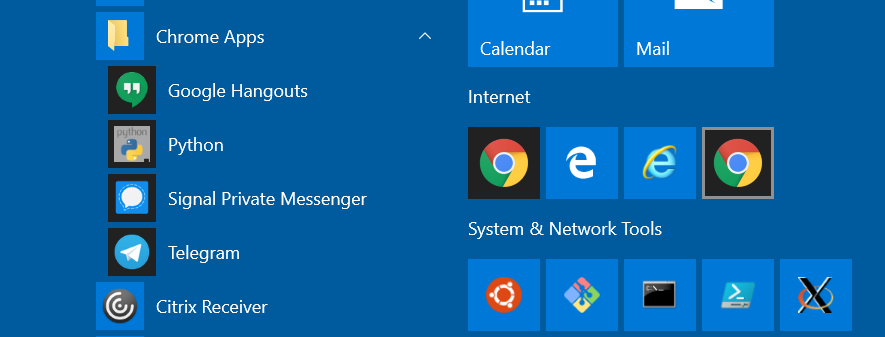 Chrome Apps
Google Hangouts
python
Python
Signal Private Messenger
Telegram
Citrix Receiver
Calendar
Mail
Internet
System & Network Tools